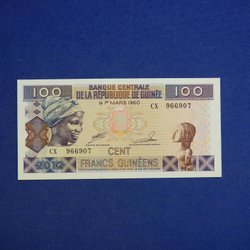 100 100
BANQUE CENTRALE
DE LA RÉPUBLIQUE DE GUINÉE
le 1er MARS 1960
CX 966907
CX 966907
CENT
2012 FRANCS GUINÉENS